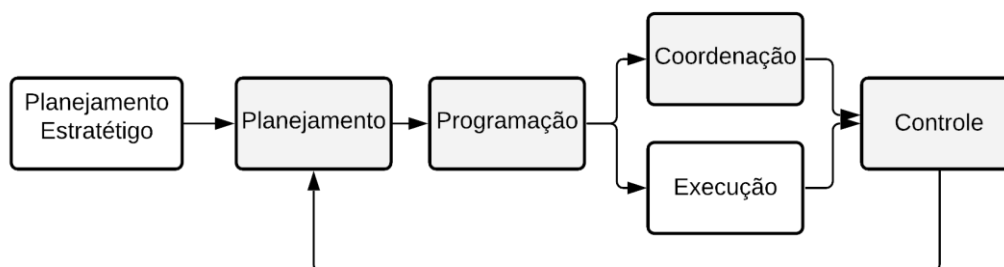 Planejamento
Estratétigo
Planejamento
Programação
Coordenação
Execução
Controle